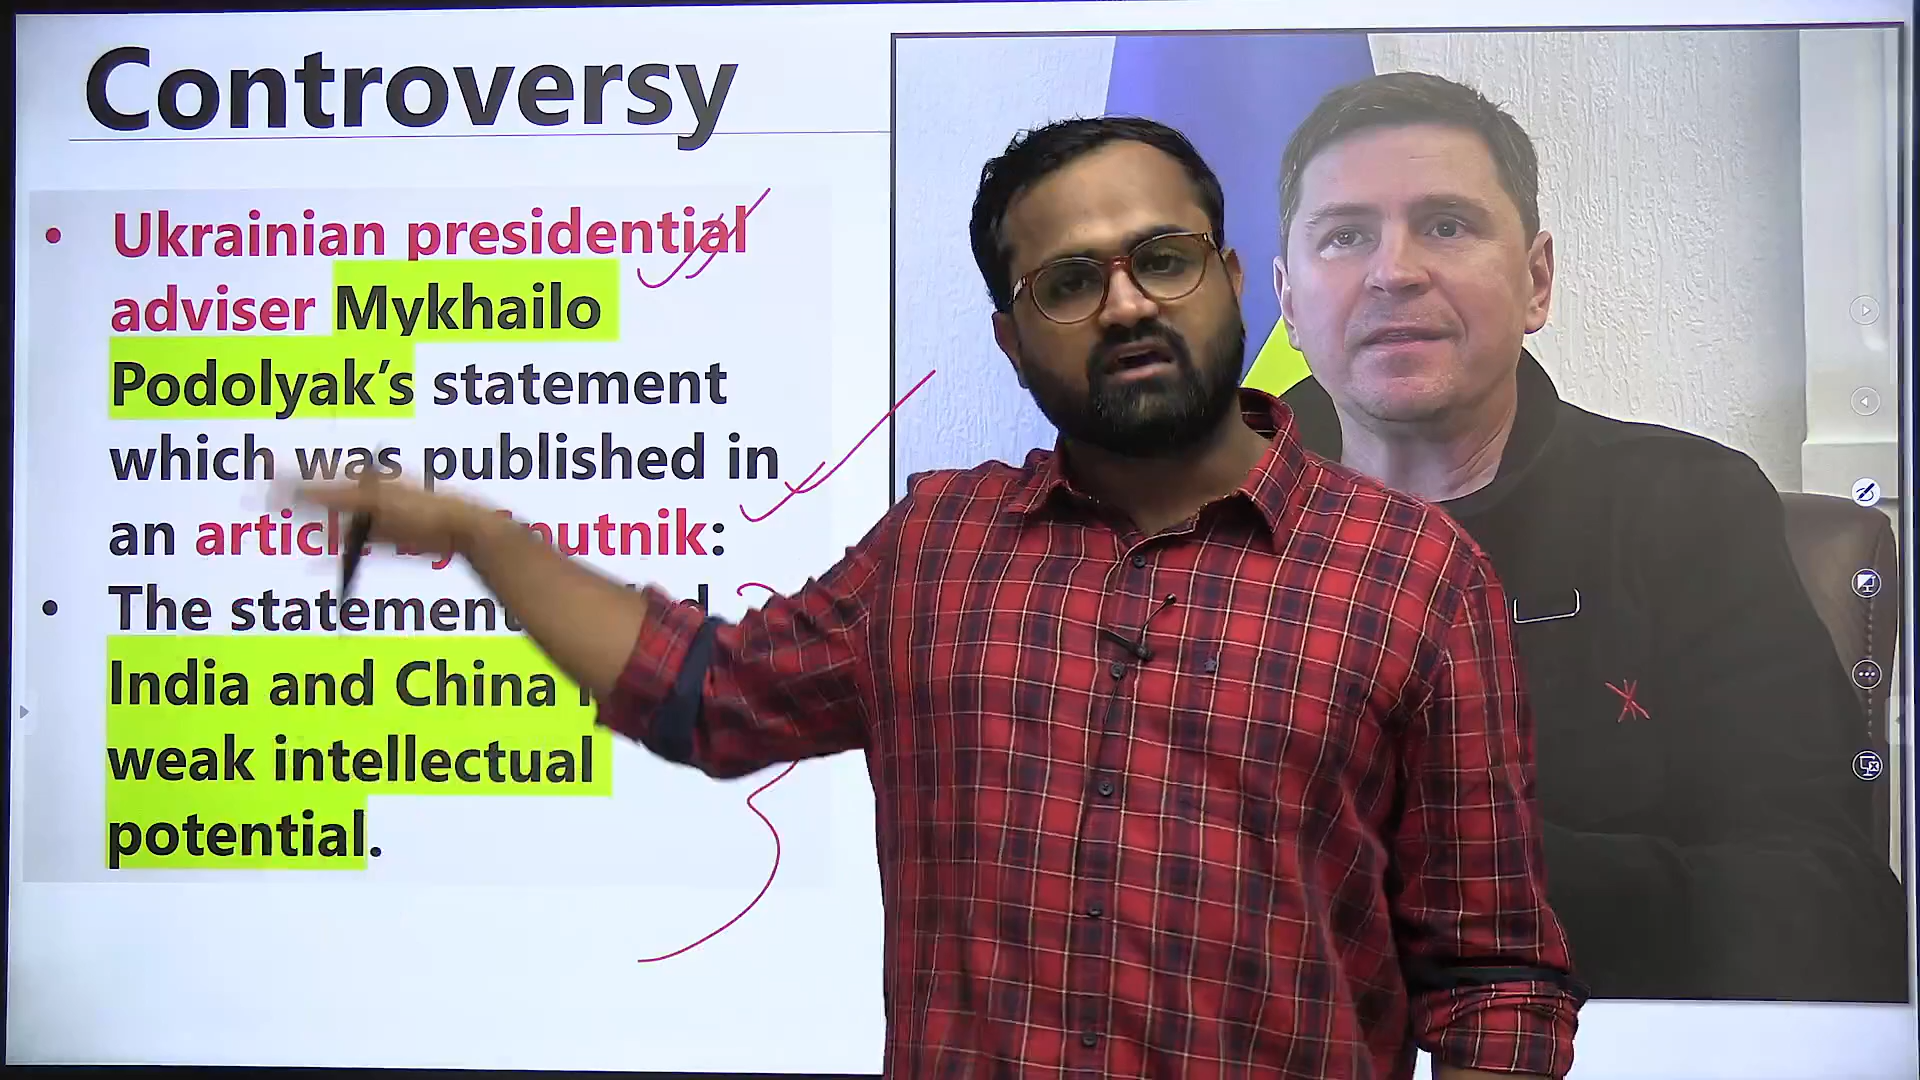 Controversy
• Ukrainian presidential
adviser Mykhailo
Podolyak’s statement
which was published in
an article by Sputnik:
• The statement
India and China
weak intellectual
potential.